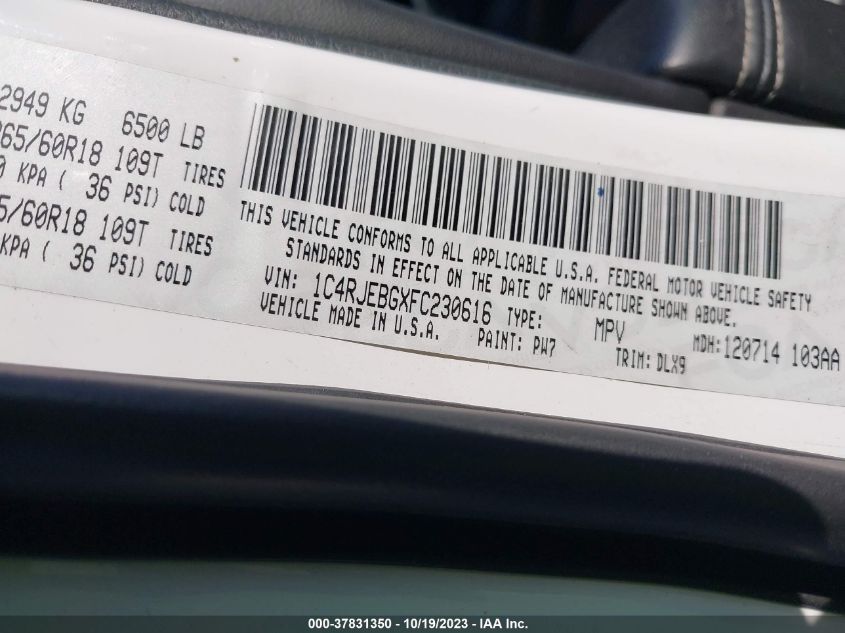 2949 KG 6500 LB
265/60R18 109T TIRES
0 KPA ( 36 PSI) COLD
5/60R18 109T TIRES
KPA ( 36 PSI) COLD
THIS VEHICLE CONFORMS TO ALL APPLICABLE U.S.A. FEDERAL MOTOR VEHICLE SAFETY
STANDARDS IN EFFECT ON THE DATE OF MANUFACTURE SHOWN ABOVE.
VIN: 1C4RJEBGXFC230616 TYPE: MPV MDH:120714 103AA
VEHICLE MADE IN U.S.A. PAINT: PW7 TRIM: DLX9
000-37831350 - 10/19/2023 - IAA Inc.